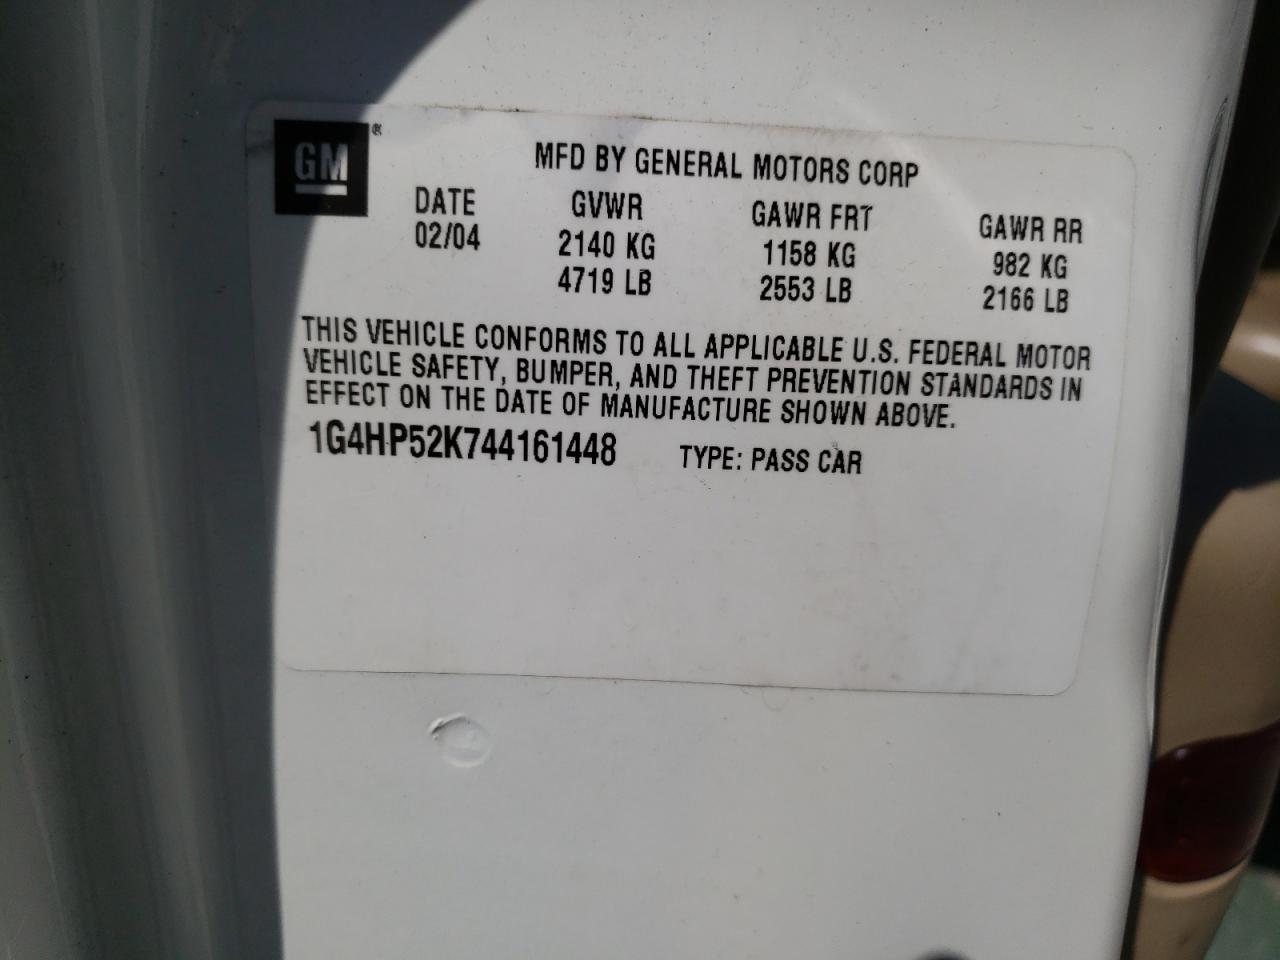 GM®
MFD BY GENERAL MOTORS CORP
DATE GVWR GAWR FRT GAWR RR
02/04 2140 KG 1158 KG 982 KG
4719 LB 2553 LB 2166 LB
THIS VEHICLE CONFORMS TO ALL APPLICABLE U.S. FEDERAL MOTOR
VEHICLE SAFETY, BUMPER, AND THEFT PREVENTION STANDARDS IN
EFFECT ON THE DATE OF MANUFACTURE SHOWN ABOVE.
1G4HP52K744161448 TYPE: PASS CAR